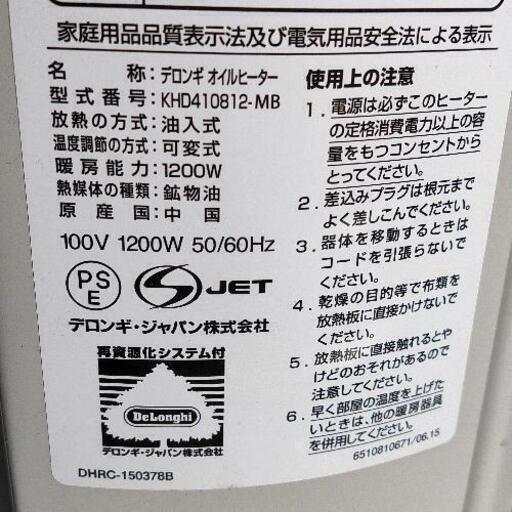 家庭用品品質表示法及び電気用品安全法による表示
名　　称：デロンギ オイルヒーター
型式番号：KHD410812-MB
放熱の方式：油入式
温度調節の方式：可変式
暖房能力：1200W
熱媒体の種類：鉱物油
原産国：中国
100V 1200W 50/60Hz
PS
E
S JET
デロンギ・ジャパン株式会社
再資源化システム付
DeLonghi
デロンギ・ジャパン株式会社
DHRC-150378B
使用上の注意
1．電源は必ずこのヒーター
の定格消費電力以上の容
量をもつコンセントから
とってください。
2．差込みプラグは根元まで
よく差しこんでください。
3．器体を移動するときは
コードを引張らないで
ください。
4．乾燥の目的等で布類を
放熱板に直接かけないで
ください。
5．放熱板に直接触れるとや
けどのおそれがあるので
注意してください。
6．早く部屋の温度を上げた
いときは、他の暖房器具
を併用してください。
6510810671/06.15